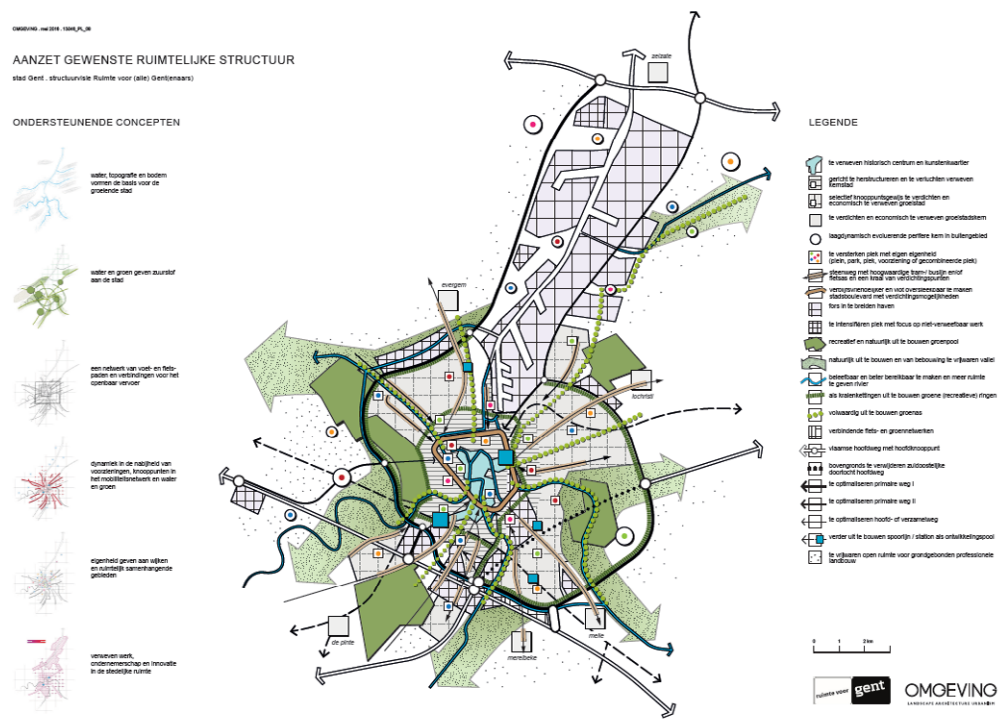 OMGEVING . mei 2016 . 13049_PL_08
AANZET GEWENSTE RUIMTELIJKE STRUCTUUR
stad Gent . structuurvisie Ruimte voor (alle) Gent(enaars)
ONDERSTEUNENDE CONCEPTEN
water, topografie en bodem
vormen de basis voor de
groeiende stad
water en groen geven zuurstof
aan de stad
een netwerk van voet- en fiets-
paden en verbindingen voor het
openbaar vervoer
dynamiek in de nabijheid van
voorzieningen, knooppunten in
het mobiliteitsnetwerk en water
en groen
eigenheid geven aan wijken
en ruimtelijk samenhangende
gebieden
verweven werk,
ondernemerschap en innovatie
in de stedelijke ruimte
zelzate
evergem
lochristi
de pinte
merelbeke
melle
LEGENDE
te verweven historisch centrum en kunstenkwartier
gericht te herstructureren en te verluchten verweven
kernstad
selectief knooppuntsgewijs te verdichten en
economisch te verweven groeistad
te verdichten en economisch te verweven groeistadskern
laagdynamisch evoluerende perifere kern in buitengebied
te versterken plek met eigen eigenheid
(plein, park, plek, voorziening of gecombineerde plek)
steenweg met hoogwaardige tram-/ buslijn en/of
fietsas en een kraal van verdichtingspunten
verblijfsvriendelijker en vlot oversteekbaar te maken
stadsboulevard met verdichtingsmogelijkheden
fors in te breiden haven
te intensifiëren plek met focus op niet-verweefbaar werk
recreatief en natuurlijk uit te bouwen groenpool
natuurlijk uit te bouwen en van bebouwing te vrijwaren vallei
beleefbaar en beter bereikbaar te maken en meer ruimte
te geven rivier
als kralenkettingen uit te bouwen groene (recreatieve) ringen
volwaardig uit te bouwen groenas
verbindende fiets- en groennetwerken
vlaamse hoofdweg met hoofdknooppunt
bovengronds te verwijderen zuidoostelijke
doortocht hoofdweg
te optimaliseren primaire weg I
te optimaliseren primaire weg II
te optimaliseren hoofd- of verzamelweg
verder uit te bouwen spoorlijn / station als ontwikkelingspool
te vrijwaren open ruimte voor grondgebonden professionele
landbouw
0 1 2 km
ruimte voor gent
OMGEVING
LANDSCAPE ARCHITECTURE URBANISM